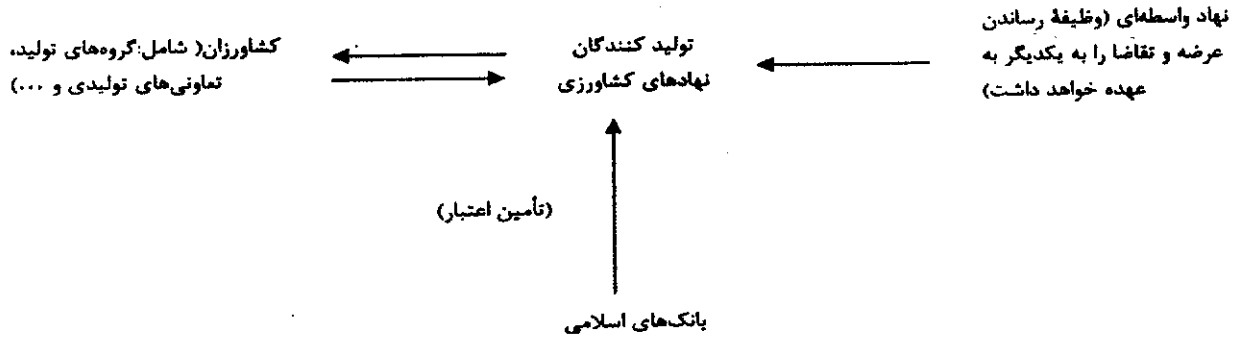 نهاد واسطه‌ای (وظیفهٔ رساندن
عرضه و تقاضا را به یکدیگر به
عهده خواهد داشت)
تولید کنندگان
نهادهای کشاورزی
کشاورزان( شامل:گروه‌های تولید،
تعاونی‌های تولیدی و ...)
(تأمین اعتبار)
بانک‌های اسلامی